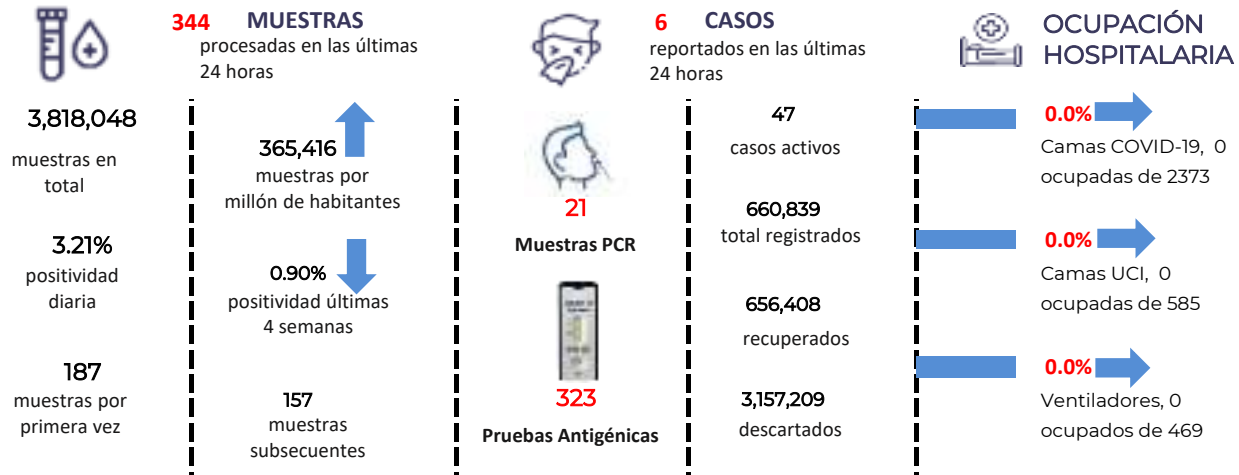 344 MUESTRAS
procesadas en las últimas
24 horas
3,818,048
muestras en
total
3.21%
positividad
diaria
187
muestras por
primera vez
365,416
muestras por
millón de habitantes
0.90%
positividad últimas
4 semanas
157
muestras
subsecuentes
21
Muestras PCR
323
Pruebas Antigénicas
6 CASOS
reportados en las últimas
24 horas
47
casos activos
660,839
total registrados
656,408
recuperados
3,157,209
descartados
OCUPACIÓN
HOSPITALARIA
0.0%
Camas COVID-19, 0
ocupadas de 2373
0.0%
Camas UCI, 0
ocupadas de 585
0.0%
Ventiladores, 0
ocupados de 469